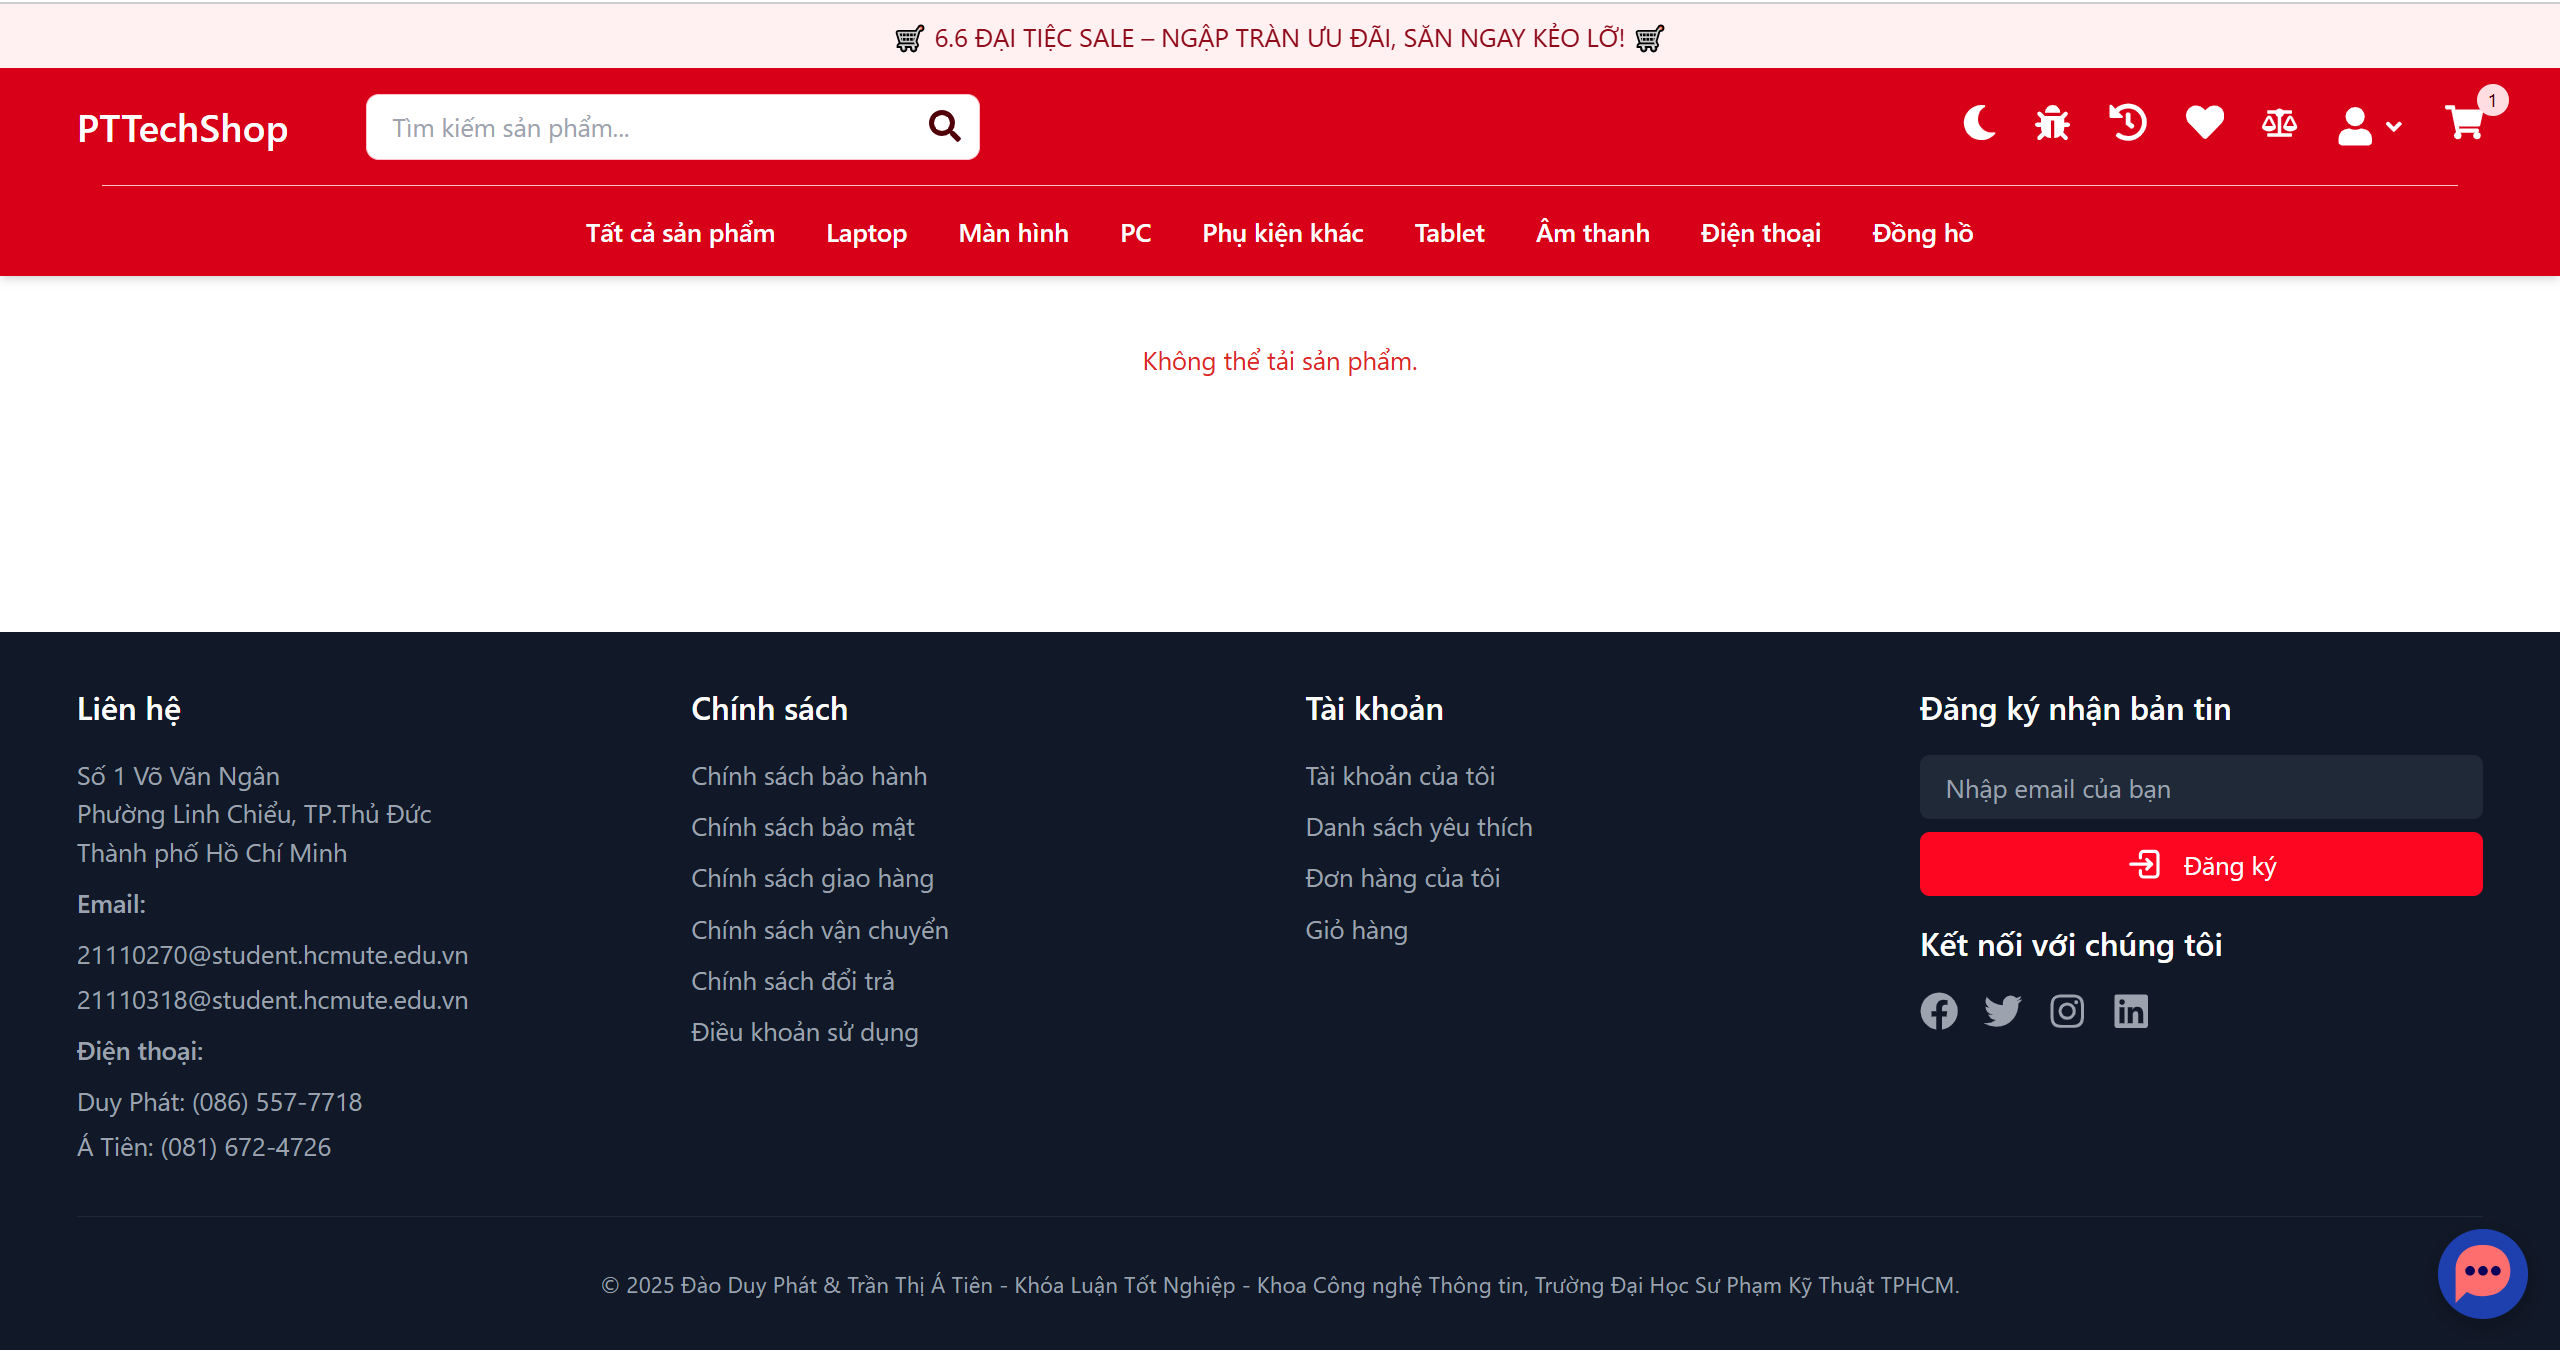 6.6 ĐẠI TIỆC SALE – NGẬP TRÀN ƯU ĐÃI, SĂN NGAY KẺO LỠ!
PTTechShop
Tìm kiếm sản phẩm...
1
Tất cả sản phẩm
Laptop
Màn hình
PC
Phụ kiện khác
Tablet
Âm thanh
Điện thoại
Đồng hồ
Không thể tải sản phẩm.
Liên hệ
Số 1 Võ Văn Ngân
Phường Linh Chiểu, TP.Thủ Đức
Thành phố Hồ Chí Minh
Email:
21110270@student.hcmute.edu.vn
21110318@student.hcmute.edu.vn
Điện thoại:
Duy Phát: (086) 557-7718
Á Tiên: (081) 672-4726
Chính sách
Chính sách bảo hành
Chính sách bảo mật
Chính sách giao hàng
Chính sách vận chuyển
Chính sách đổi trả
Điều khoản sử dụng
Tài khoản
Tài khoản của tôi
Danh sách yêu thích
Đơn hàng của tôi
Giỏ hàng
Đăng ký nhận bản tin
Nhập email của bạn
Đăng ký
Kết nối với chúng tôi
© 2025 Đào Duy Phát & Trần Thị Á Tiên - Khóa Luận Tốt Nghiệp - Khoa Công nghệ Thông tin, Trường Đại Học Sư Phạm Kỹ Thuật TPHCM.